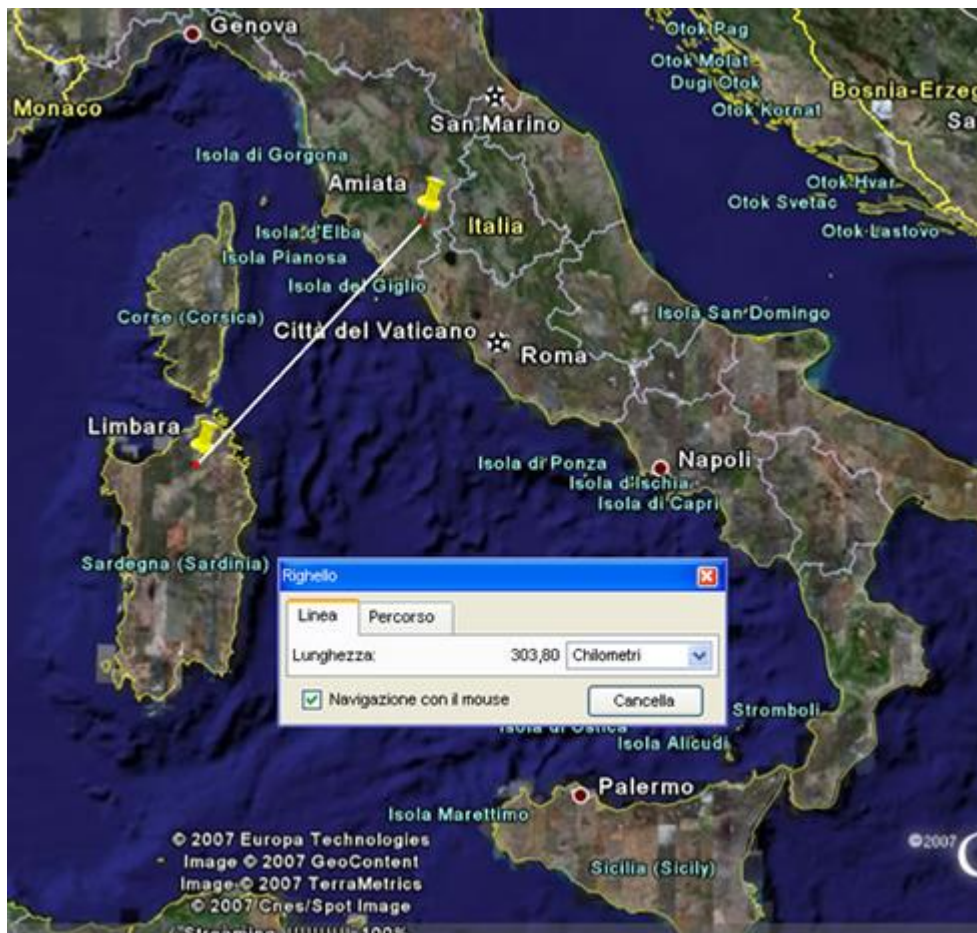 Genova
Otok Pag
Otok Molat
Dugi Otok
Bosnia-Erzeg
Monaco
Otok Kornat
Sa
San Marino
Isola di Gorgona
Amiata
Otok Hvar
Otok Svetac
Isola d'Elba
Italia
Otok Lastovo
Isola Pianosa
Isola del Giglio
Corse (Corsica)
Isola San Domingo
Città del Vaticano
Roma
Limbara
Isola di Ponza
Napoli
Isola d'Ischia
Isola di Capri
Sardegna (Sardinia)
Righello
Linea Percorso
Lunghezza: 303,80 Chilometri
Navigazione con il mouse Cancella
Stromboli
Isola di Ustica
Isola Alicudi
Palermo
Isola Marettimo
© 2007 Europa Technologies
Image © 2007 GeoContent
Image © 2007 TerraMetrics
© 2007 Cnes/Spot Image
©2007
Sicilia (Sicily)
Streaming |||||||||| 100%